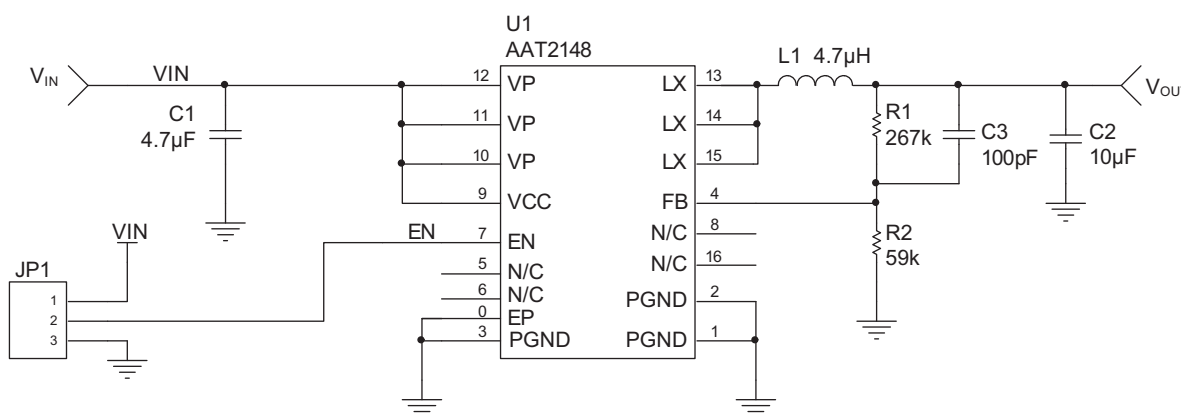 U1
AAT2148
V_IN
VIN
C1
4.7µF
12 VP
11 VP
10 VP
9 VCC
7 EN
EN
5 N/C
6 N/C
0 EP
3 PGND
LX 13
LX 14
LX 15
FB 4
N/C 8
N/C 16
PGND 2
PGND 1
L1 4.7µH
R1
267k
C3
100pF
C2
10µF
R2
59k
V_OU
VIN
JP1
1
2
3